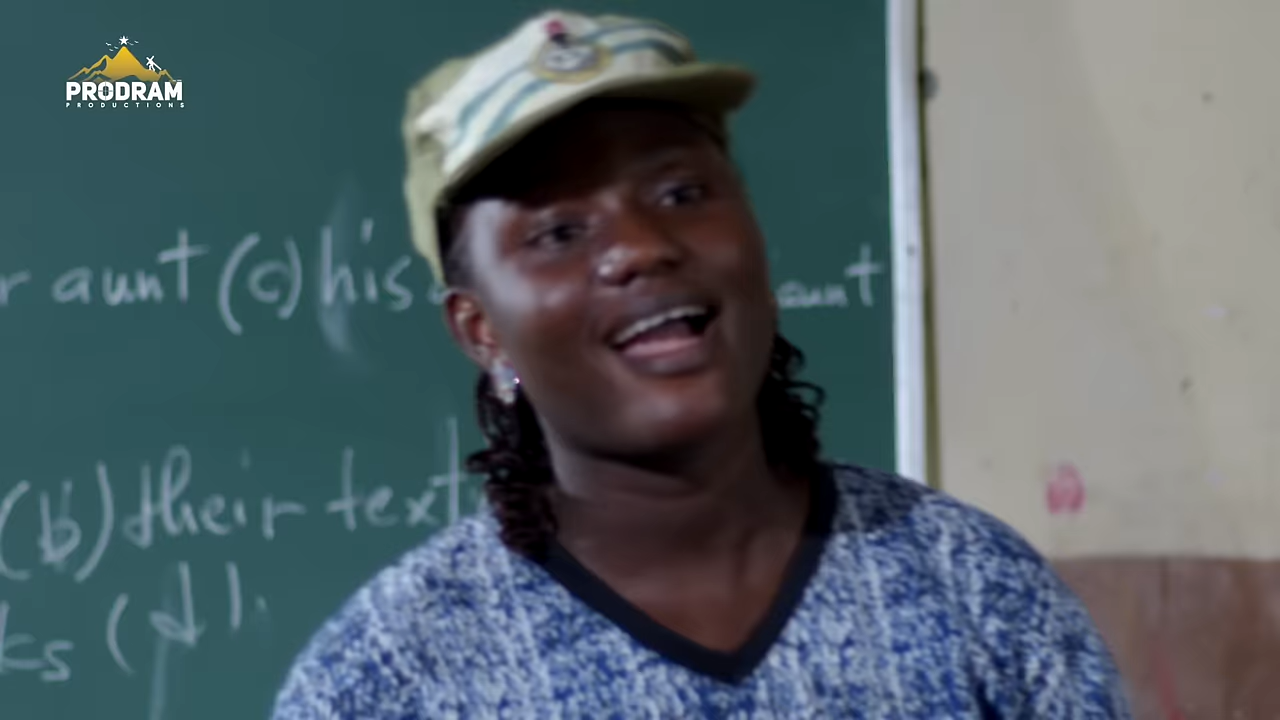 PRODRAM
PRODUCTIONS
r aunt (c) his aunt
(b) their text
ks (d).